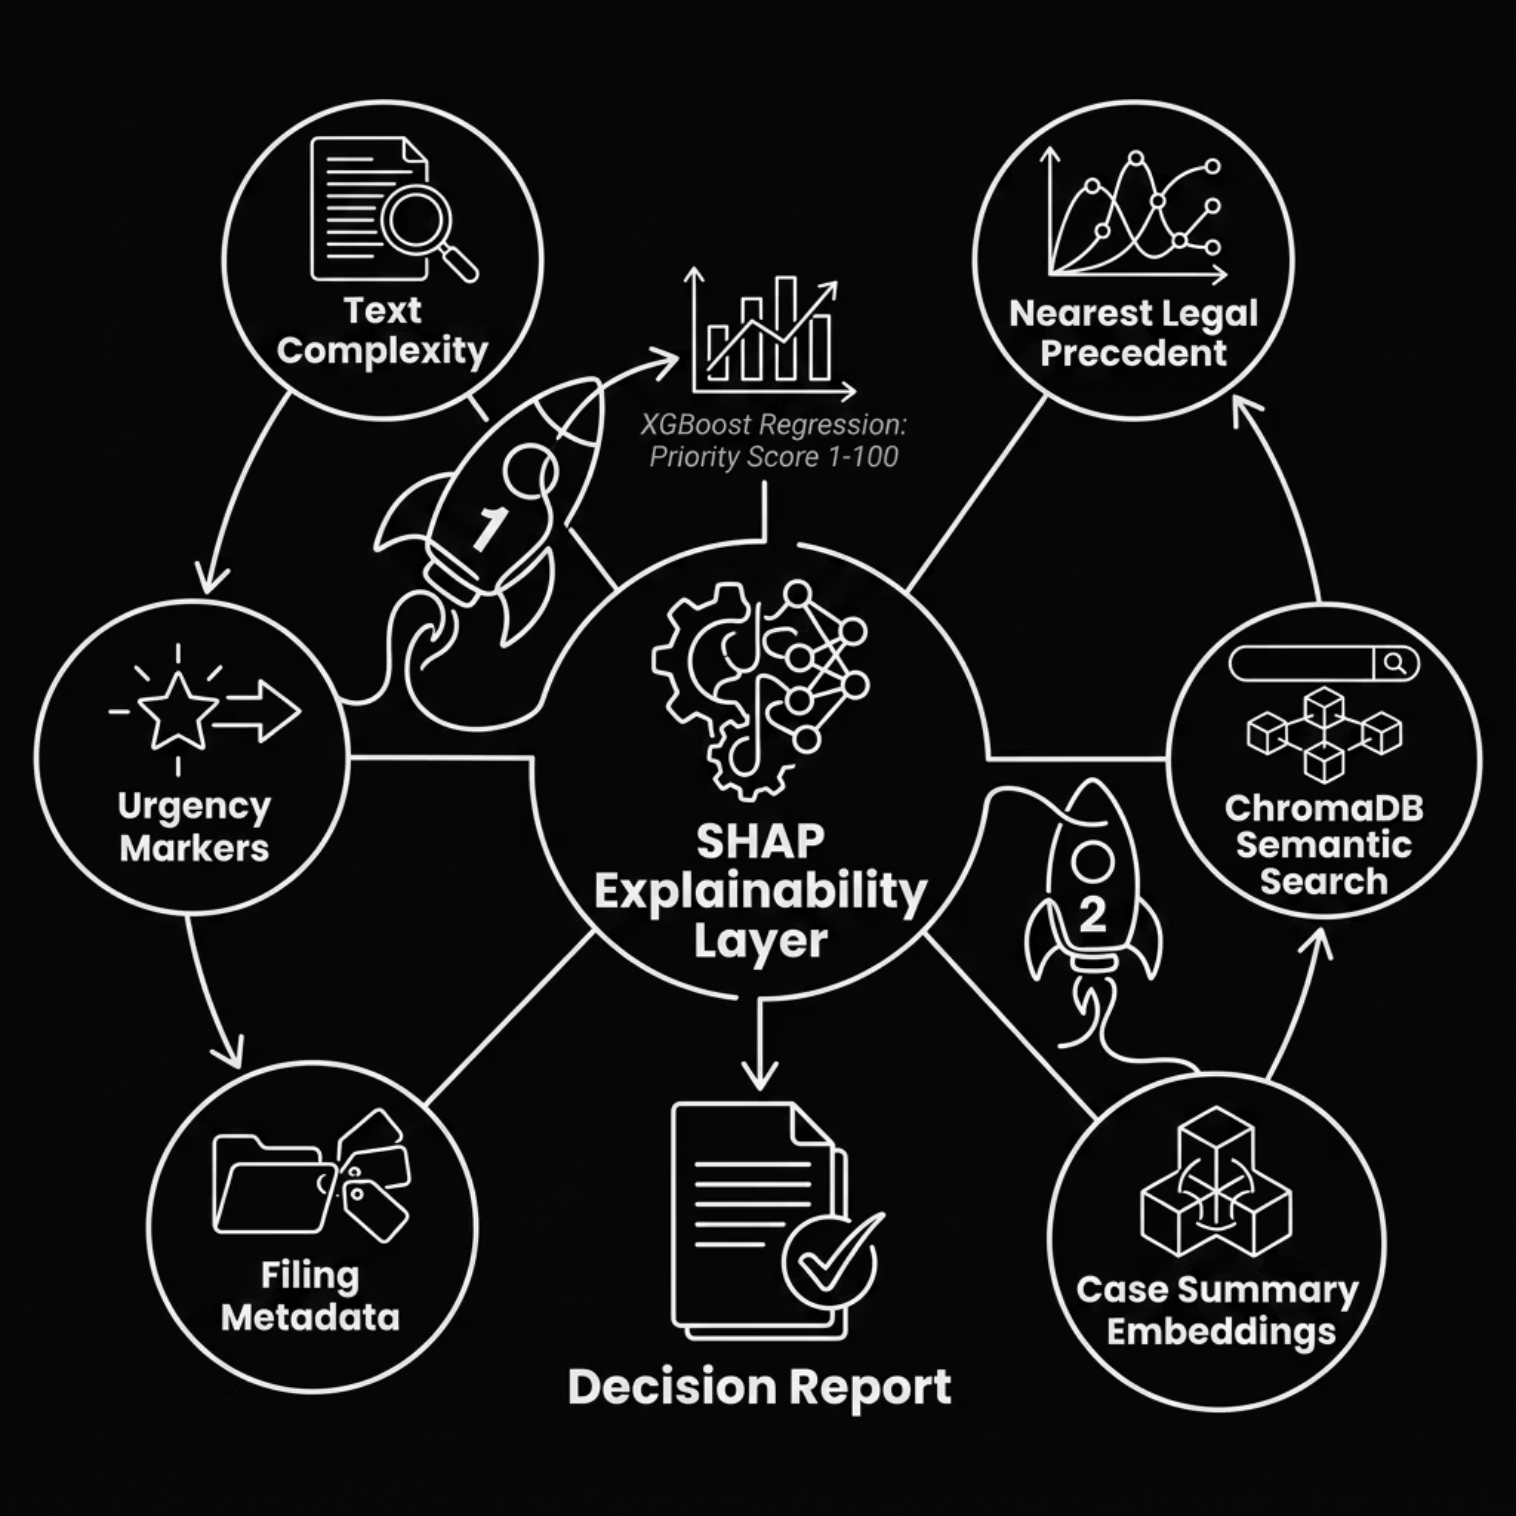 Text
Complexity
Nearest Legal
Precedent
XGBoost Regression:
Priority Score 1-100
1
Urgency
Markers
SHAP
Explainability
Layer
ChromaDB
Semantic
Search
2
Filing
Metadata
Case Summary
Embeddings
Decision Report